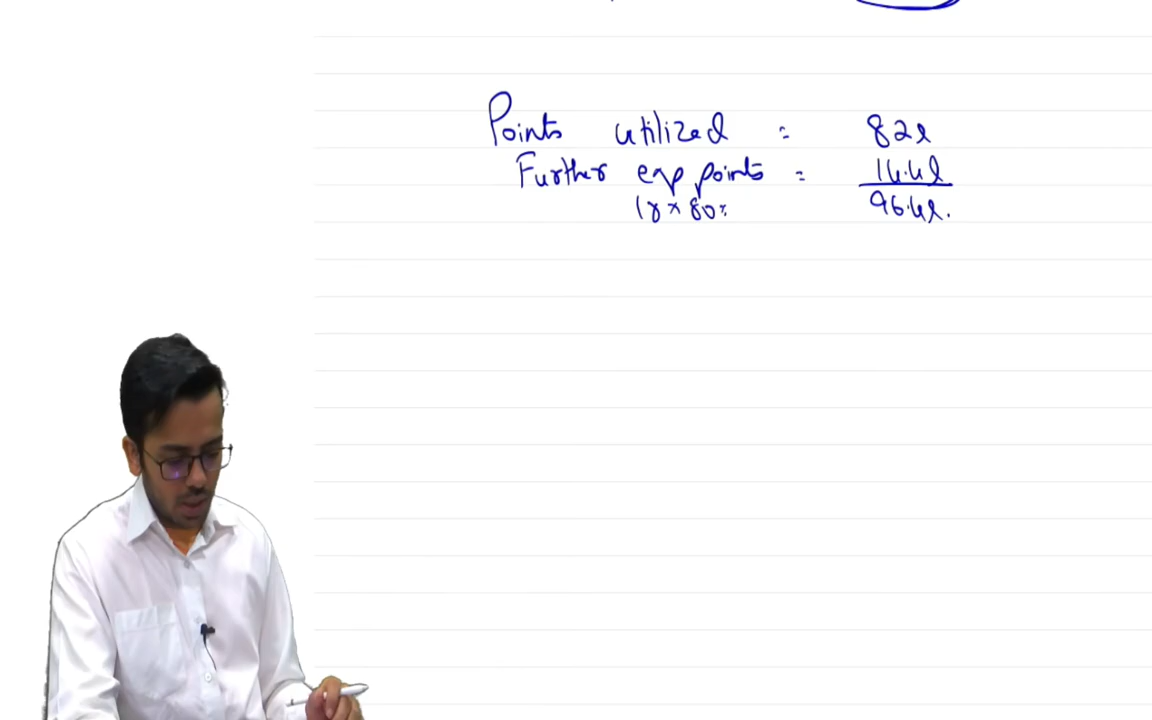 Points utilized = 82l
Further exp points = 14.4l
18 x 80%
96.4l.